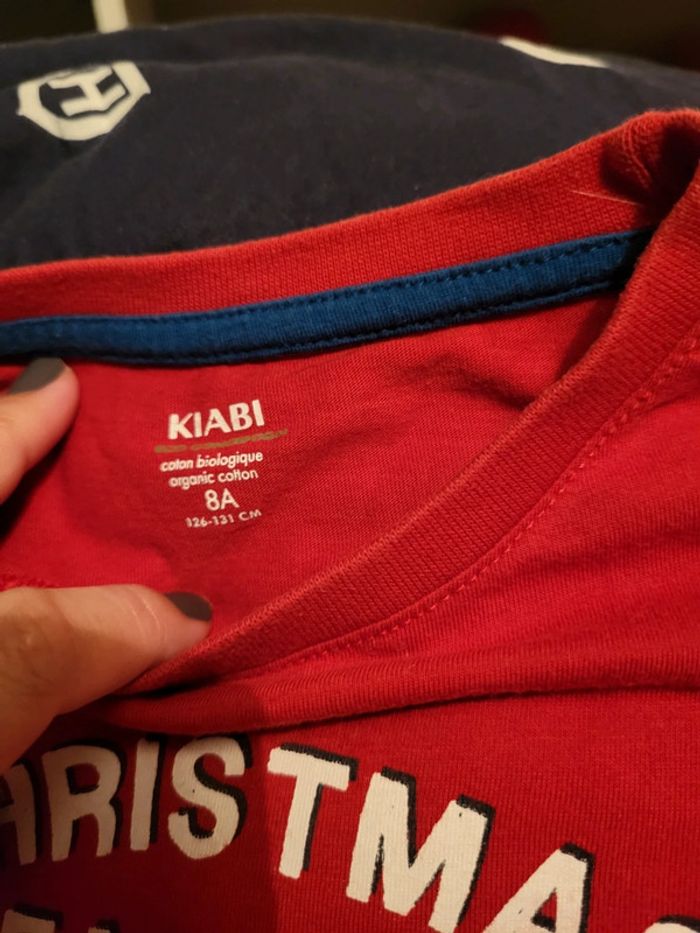 KIABI
coton biologique
organic cotton
8A
126-131 CM
HRISTMA